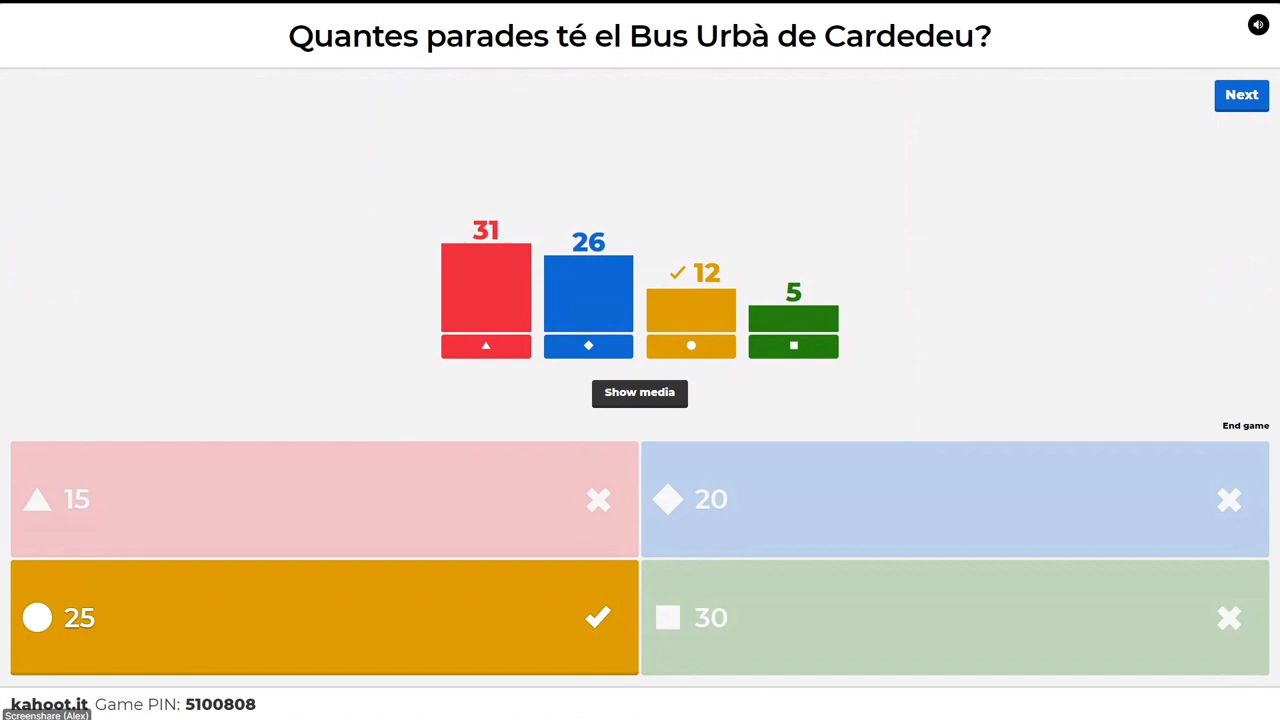 Quantes parades té el Bus Urbà de Cardedeu?
Next
31
26
12
5
Show media
End game
15
20
25
30
kahoot.it Game PIN: 5100808
Screenshare (Alex)